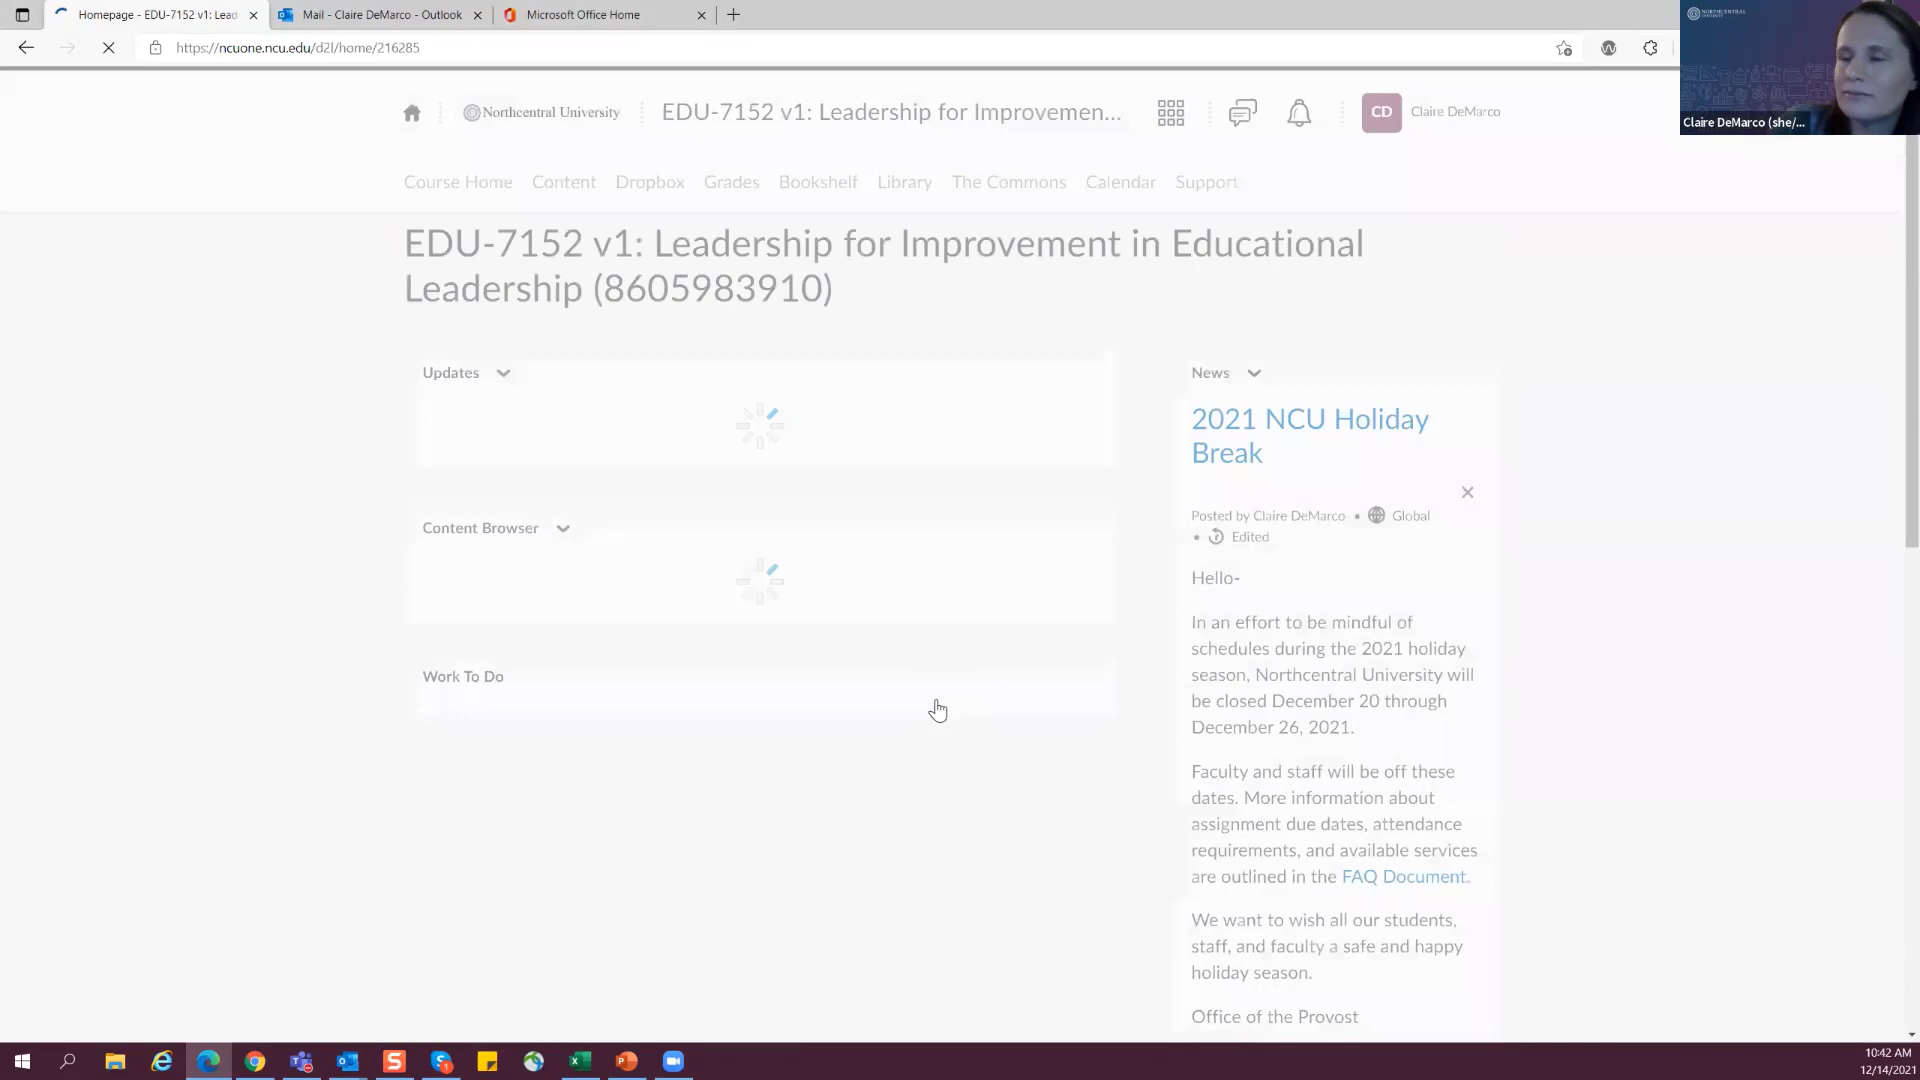 Homepage - EDU-7152 v1: Lead
Mail - Claire DeMarco - Outlook
Microsoft Office Home
https://ncuone.ncu.edu/d2l/home/216285
NORTHCENTRAL
UNIVERSITY
Claire DeMarco (she/...
Northcentral University
EDU-7152 v1: Leadership for Improvemen...
CD
Claire DeMarco
Course Home
Content
Dropbox
Grades
Bookshelf
Library
The Commons
Calendar
Support
EDU-7152 v1: Leadership for Improvement in Educational
Leadership (8605983910)
Updates
Content Browser
Work To Do
News
2021 NCU Holiday
Break
Posted by Claire DeMarco • Global
• Edited
Hello-
In an effort to be mindful of
schedules during the 2021 holiday
season, Northcentral University will
be closed December 20 through
December 26, 2021.
Faculty and staff will be off these
dates. More information about
assignment due dates, attendance
requirements, and available services
are outlined in the FAQ Document.
We want to wish all our students,
staff, and faculty a safe and happy
holiday season.
Office of the Provost
10:42 AM
12/14/2021